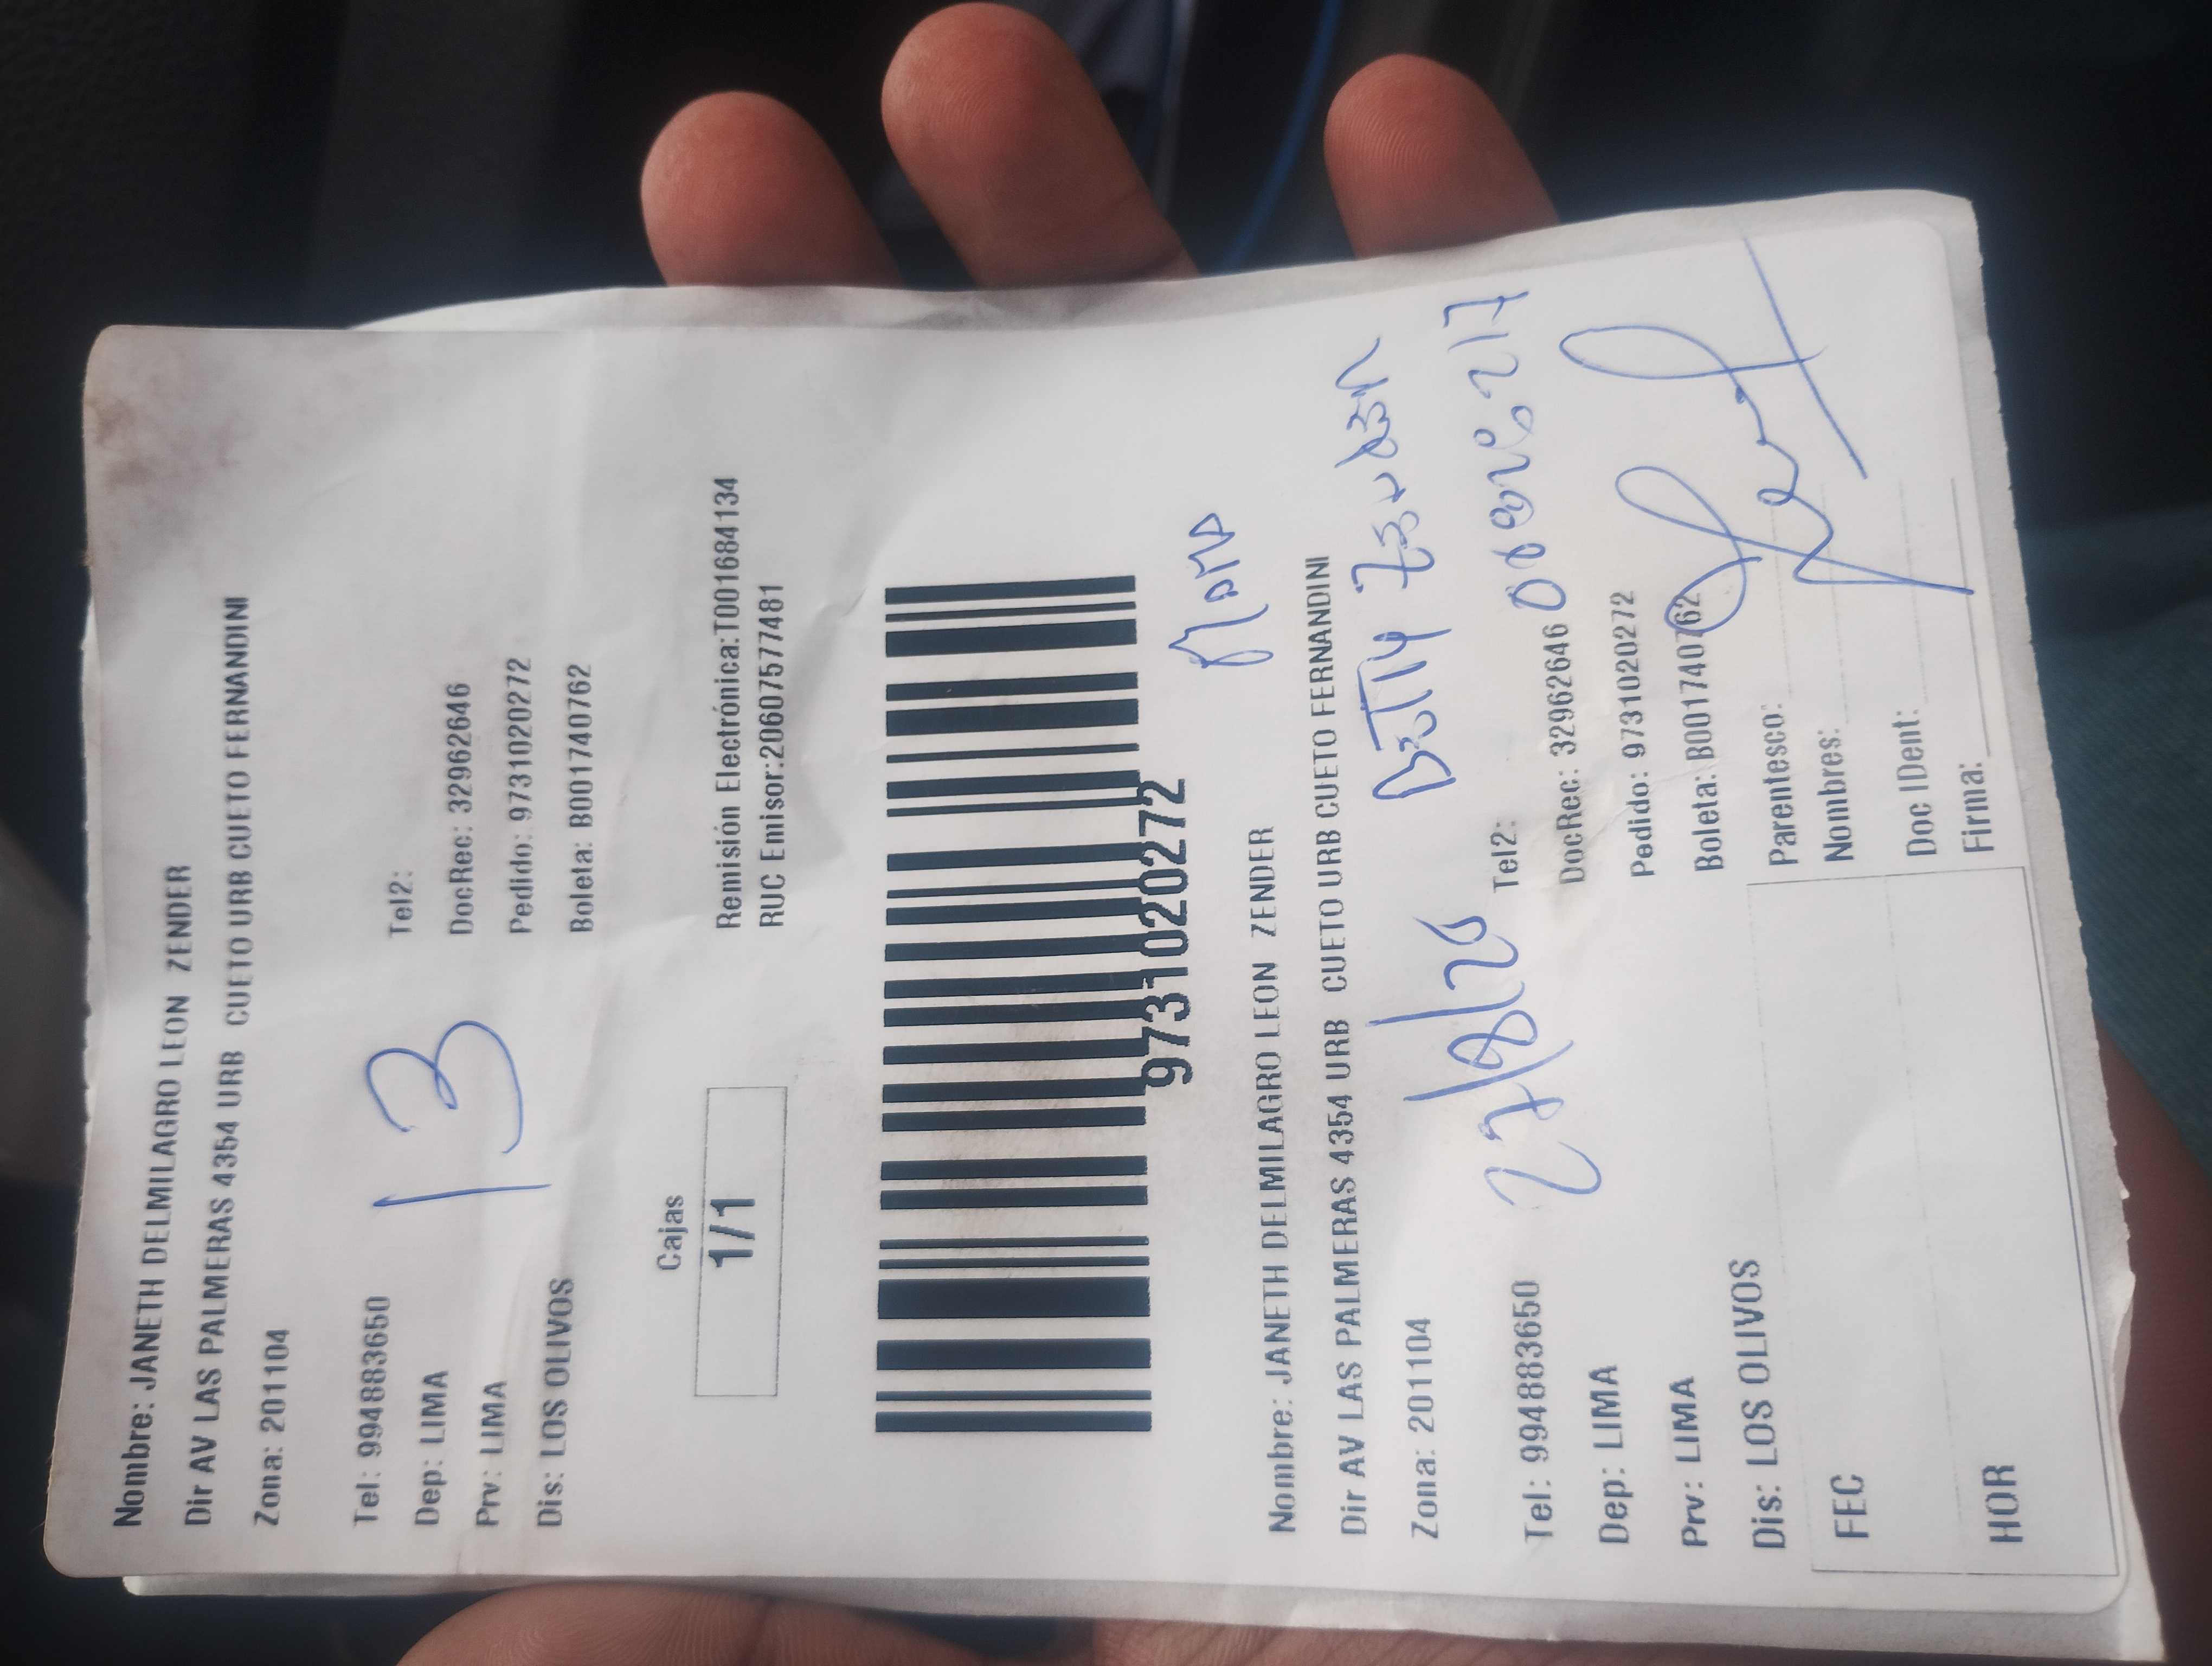 Nombre: JANETH DELMILAGRO LEON ZENDER
Dir AV LAS PALMERAS 4354 URB CUETO URB CUETO FERNANDINI
Zona: 201104
13
Tel: 994883650 Tel2:
Dep: LIMA DocRec: 32962646
Prv: LIMA Pedido: 9731020272
Dis: LOS OLIVOS Boleta: B001740762
Cajas
1/1
Remisión Electrónica:T001684134
RUC Emisor:20607577481
9731020272
Nombre: JANETH DELMILAGRO LEON ZENDER
Dir AV LAS PALMERAS 4354 URB CUETO URB CUETO FERNANDINI
Zona: 201104
Tel: 994883650 Tel2:
Dep: LIMA DocRec: 32962646
Prv: LIMA Pedido: 9731020272
Dis: LOS OLIVOS Boleta: B001740762
Parentesco:
FEC Nombres:
Doc IDent:
HOR Firma: